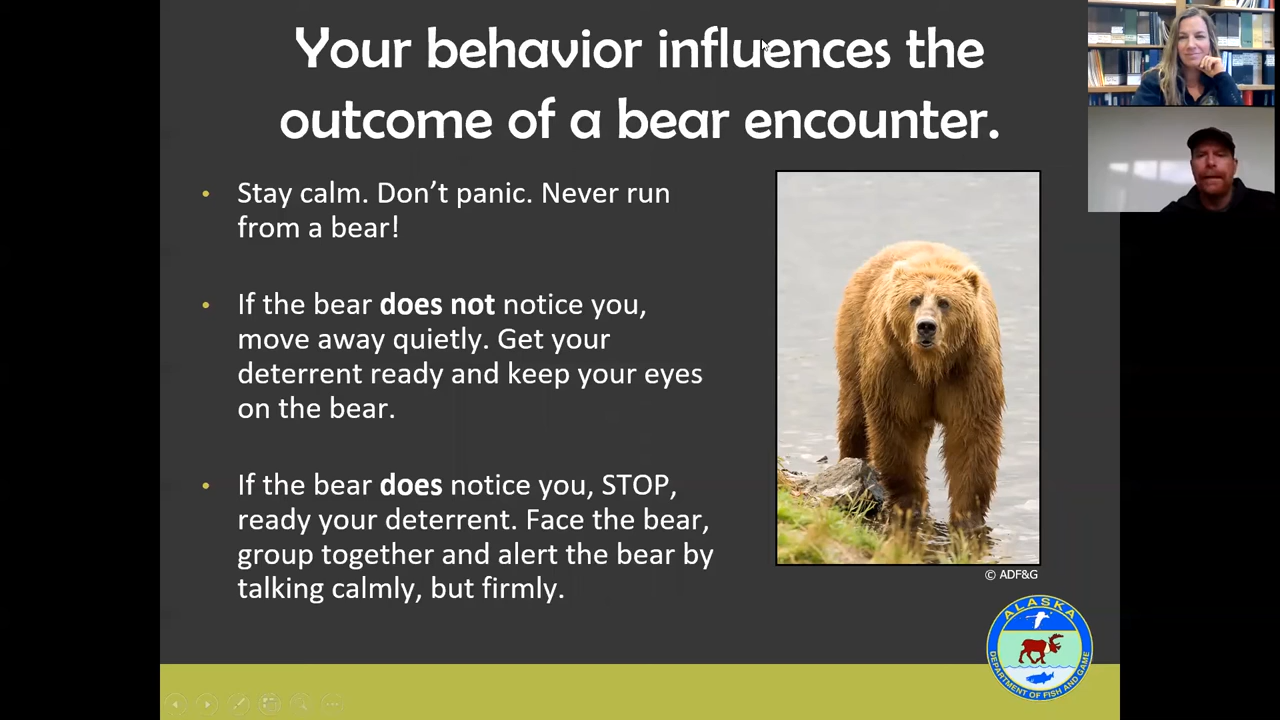 Your behavior influences the
outcome of a bear encounter.
• Stay calm. Don’t panic. Never run
from a bear!
• If the bear does not notice you,
move away quietly. Get your
deterrent ready and keep your eyes
on the bear.
• If the bear does notice you, STOP,
ready your deterrent. Face the bear,
group together and alert the bear by
talking calmly, but firmly.
© ADF&G
ALASKA
DEPARTMENT OF FISH AND GAME